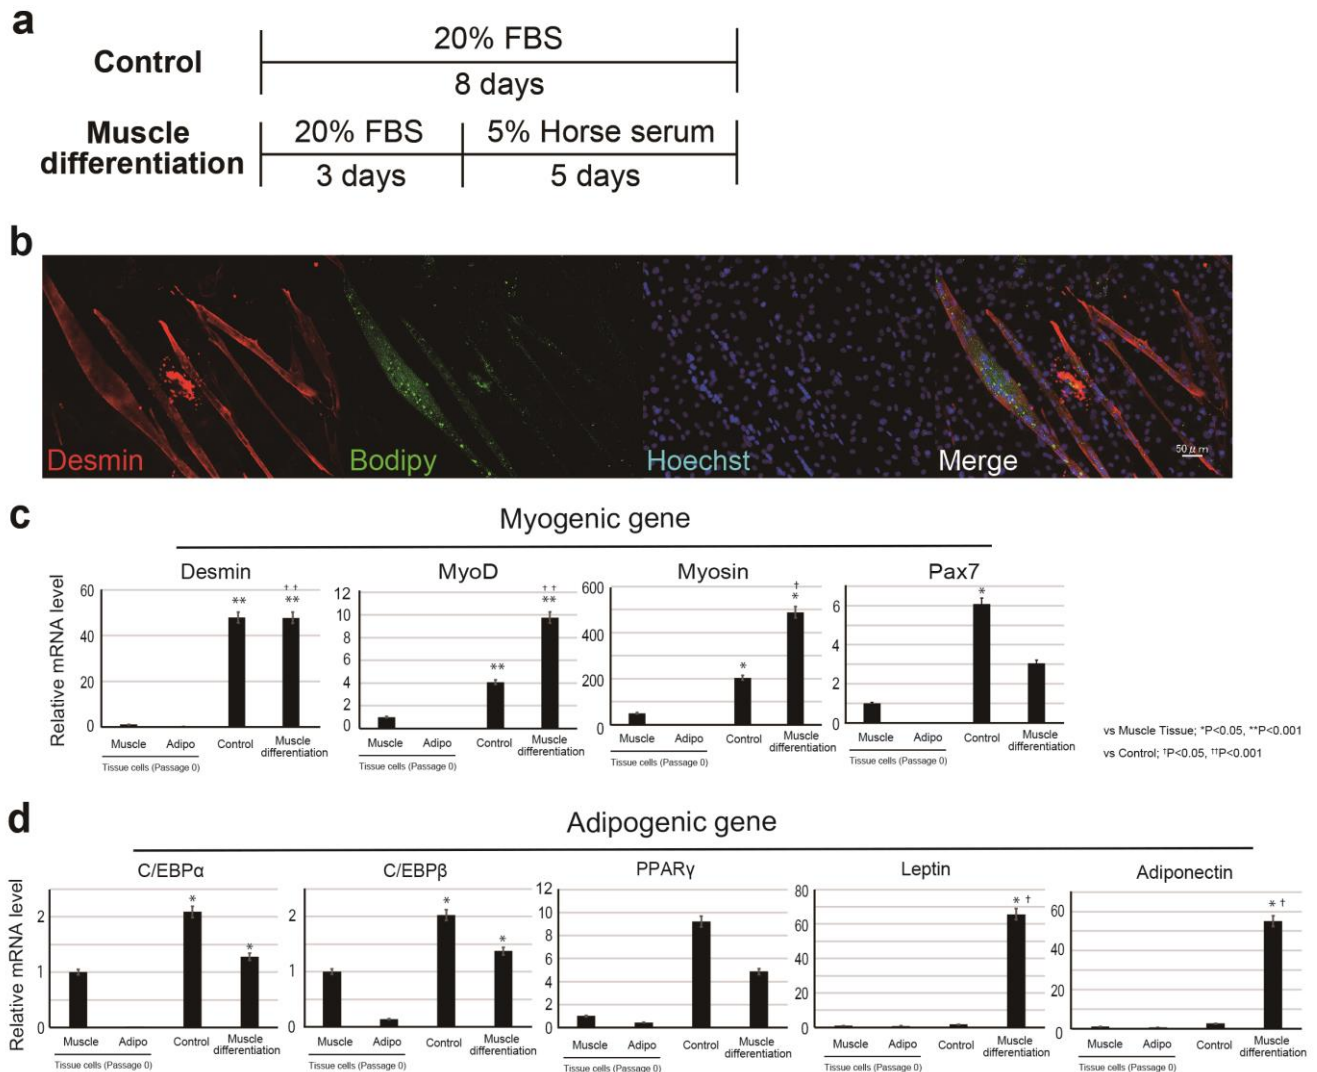 a
Control
20% FBS
8 days
Muscle
differentiation
20% FBS
5% Horse serum
3 days
5 days
b
Desmin
Bodipy
Hoechst
Merge
50μm
c
Myogenic gene
Relative mRNA level
Desmin
60
40
20
0
**
††
**
Muscle
Adipo
Control
Muscle
differentiation
Tissue cells (Passage 0)
MyoD
12
10
8
6
4
2
0
**
††
**
Muscle
Adipo
Control
Muscle
differentiation
Tissue cells (Passage 0)
Myosin
600
400
200
0
*
†
*
Muscle
Adipo
Control
Muscle
differentiation
Tissue cells (Passage 0)
Pax7
6
4
2
0
*
Muscle
Adipo
Control
Muscle
differentiation
Tissue cells (Passage 0)
vs Muscle Tissue; *P<0.05, **P<0.001
vs Control; †P<0.05, ††P<0.001
d
Adipogenic gene
Relative mRNA level
C/EBPα
2
1
0
*
*
Muscle
Adipo
Control
Muscle
differentiation
Tissue cells (Passage 0)
C/EBPβ
2
1
0
*
*
Muscle
Adipo
Control
Muscle
differentiation
Tissue cells (Passage 0)
PPARγ
12
10
8
6
4
2
0
Muscle
Adipo
Control
Muscle
differentiation
Tissue cells (Passage 0)
Leptin
80
60
40
20
0
* †
Muscle
Adipo
Control
Muscle
differentiation
Tissue cells (Passage 0)
Adiponectin
60
40
20
0
* †
Muscle
Adipo
Control
Muscle
differentiation
Tissue cells (Passage 0)